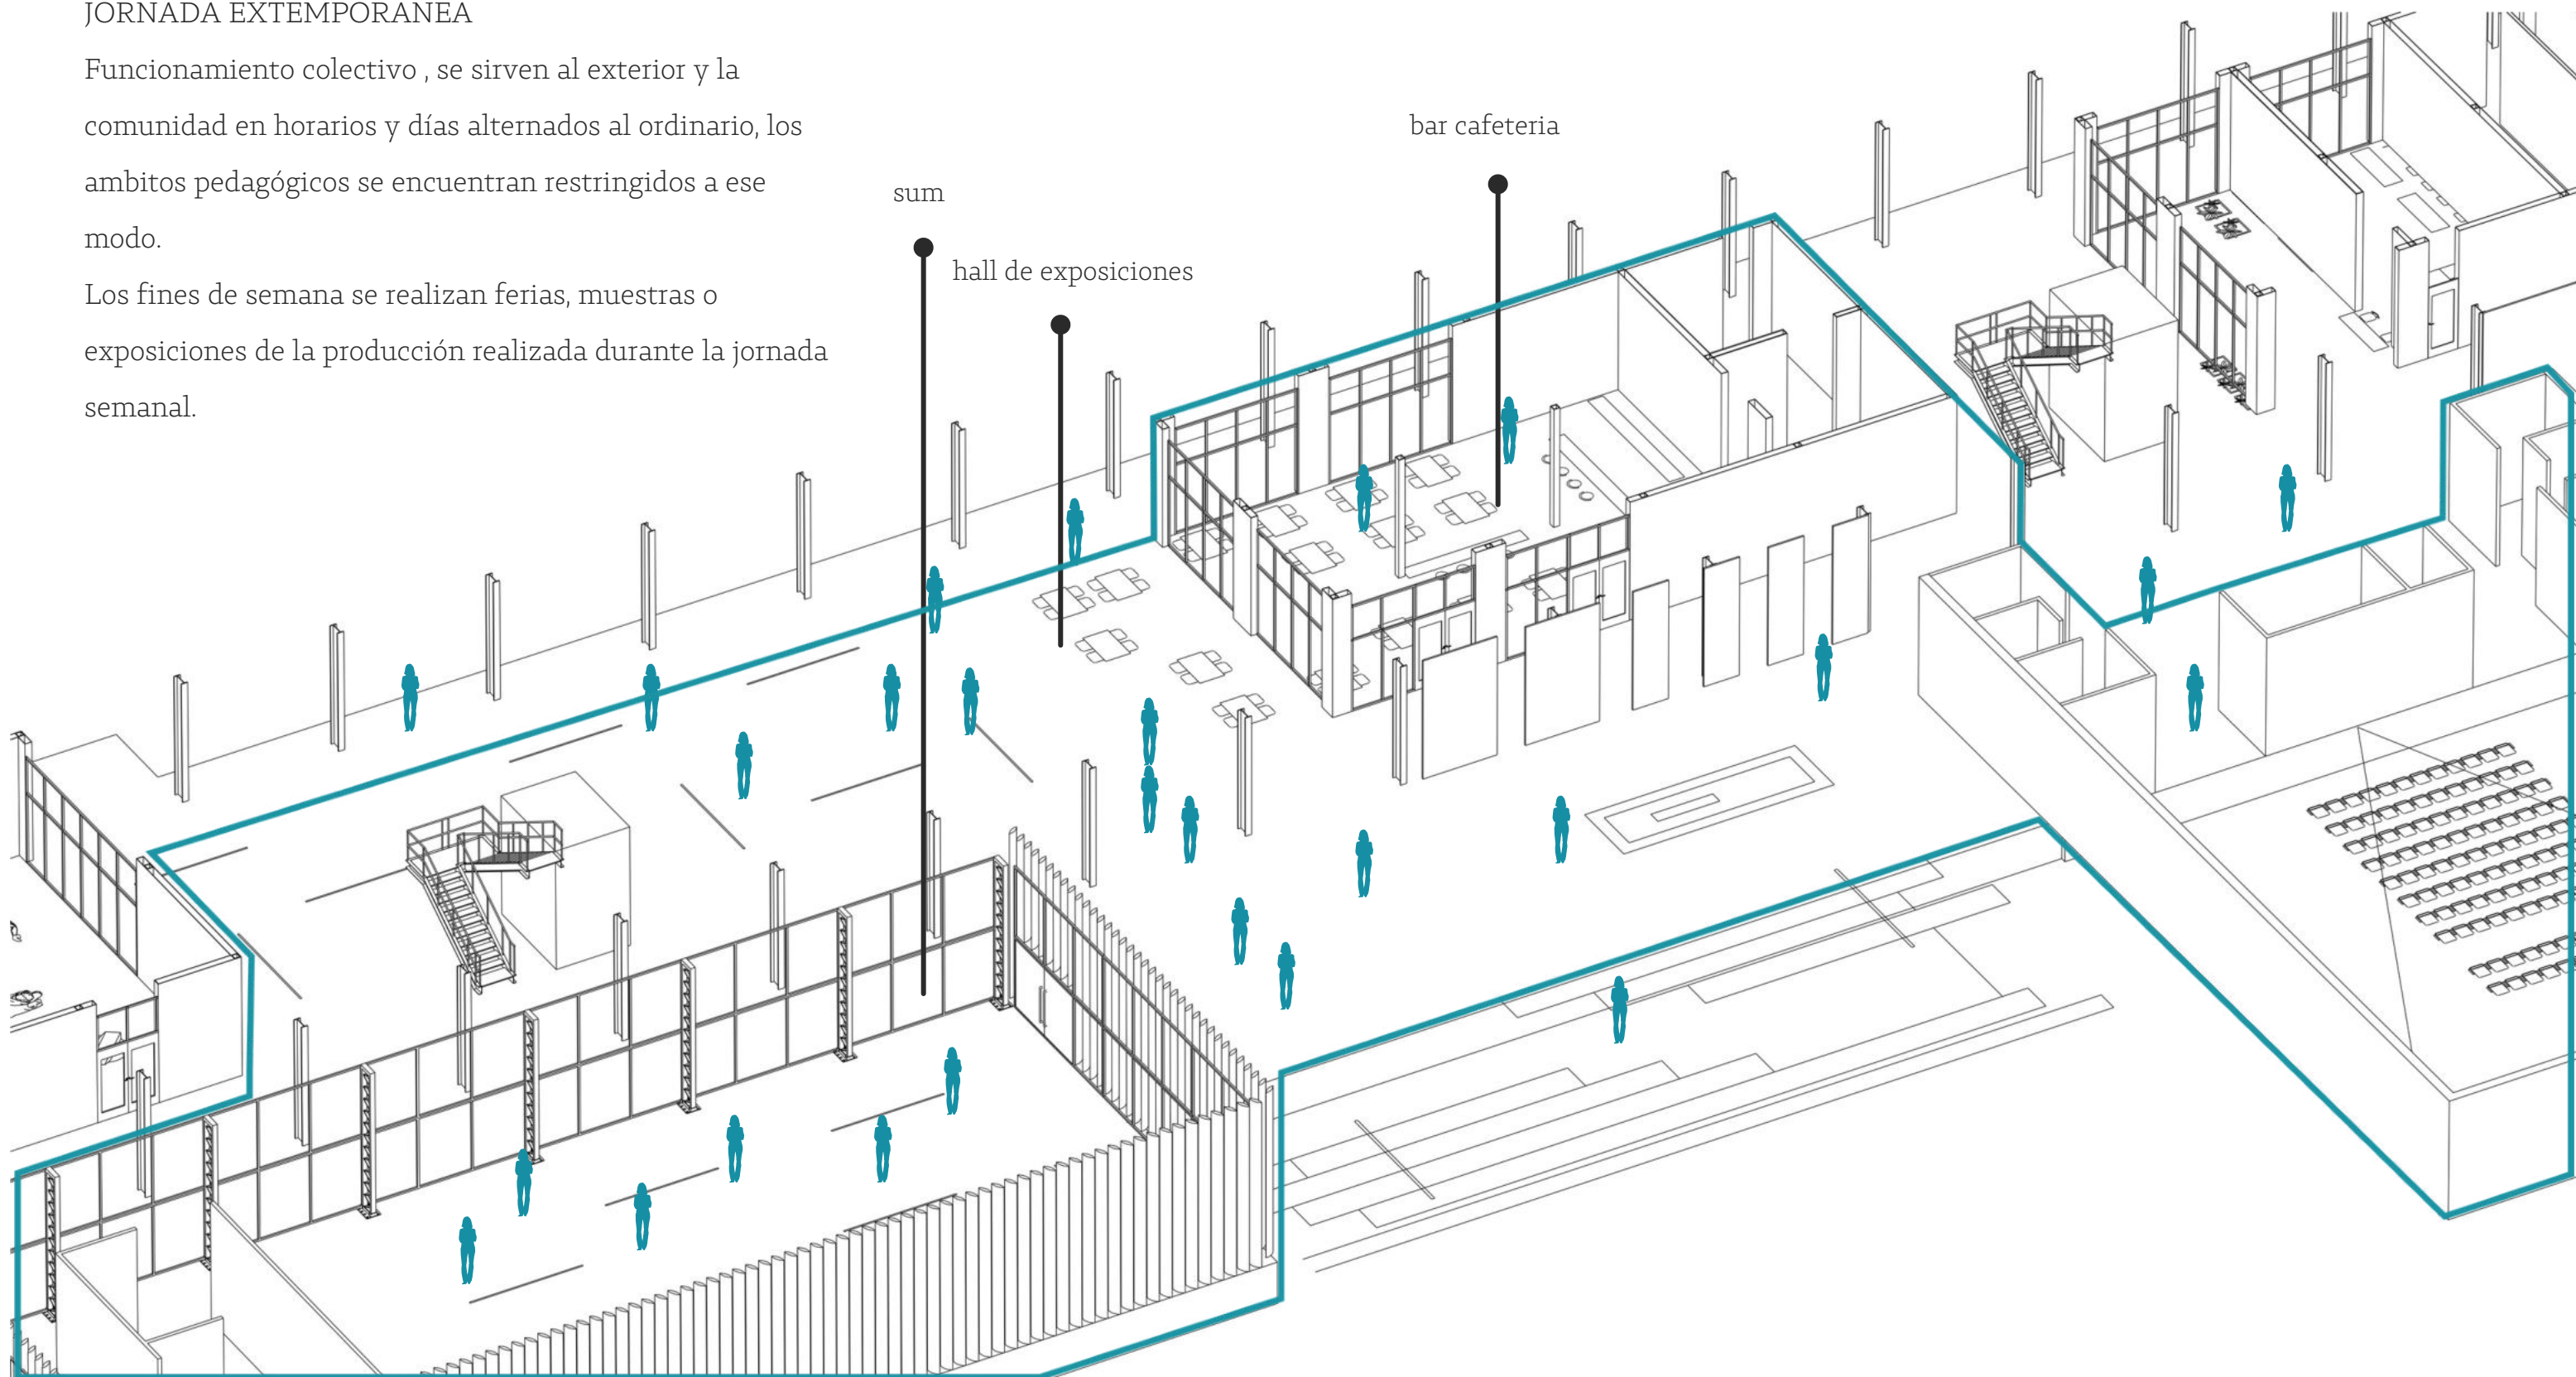 JORNADA EXTEMPORANEA
Funcionamiento colectivo , se sirven al exterior y la
comunidad en horarios y días alternados al ordinario, los
ambitos pedagógicos se encuentran restringidos a ese
modo.
Los fines de semana se realizan ferias, muestras o
exposiciones de la producción realizada durante la jornada
semanal.
sum
hall de exposiciones
bar cafeteria